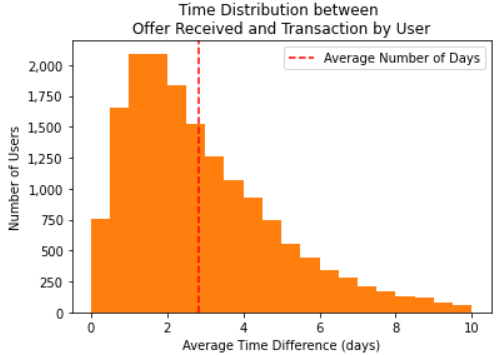 Time Distribution between
Offer Received and Transaction by User
Average Number of Days
2,000
1,750
1,500
1,250
1,000
750
500
250
0
Number of Users
0 2 4 6 8 10
Average Time Difference (days)